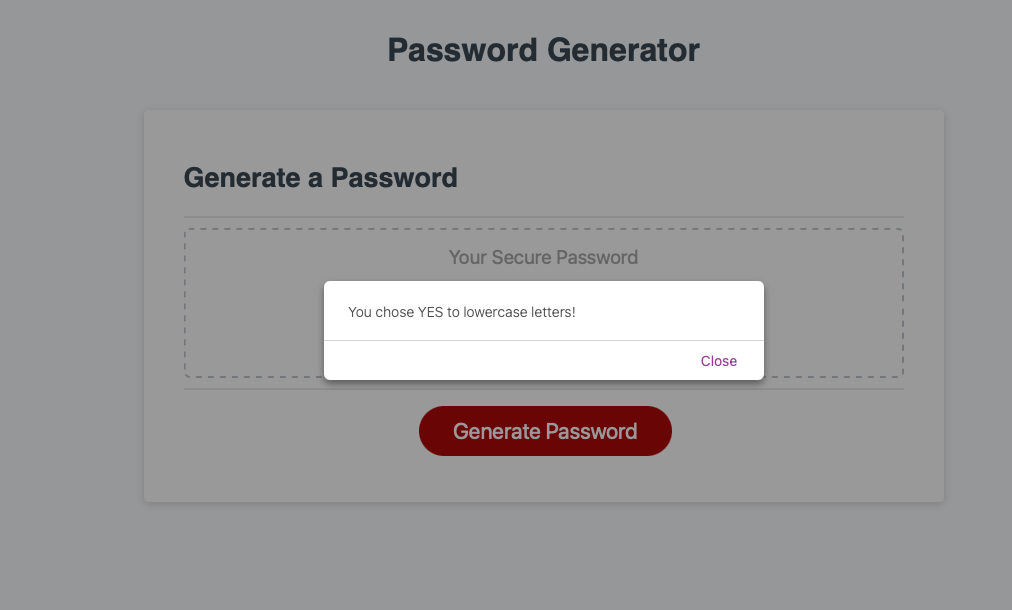 Password Generator
Generate a Password
Your Secure Password
You chose YES to lowercase letters!
Close
Generate Password